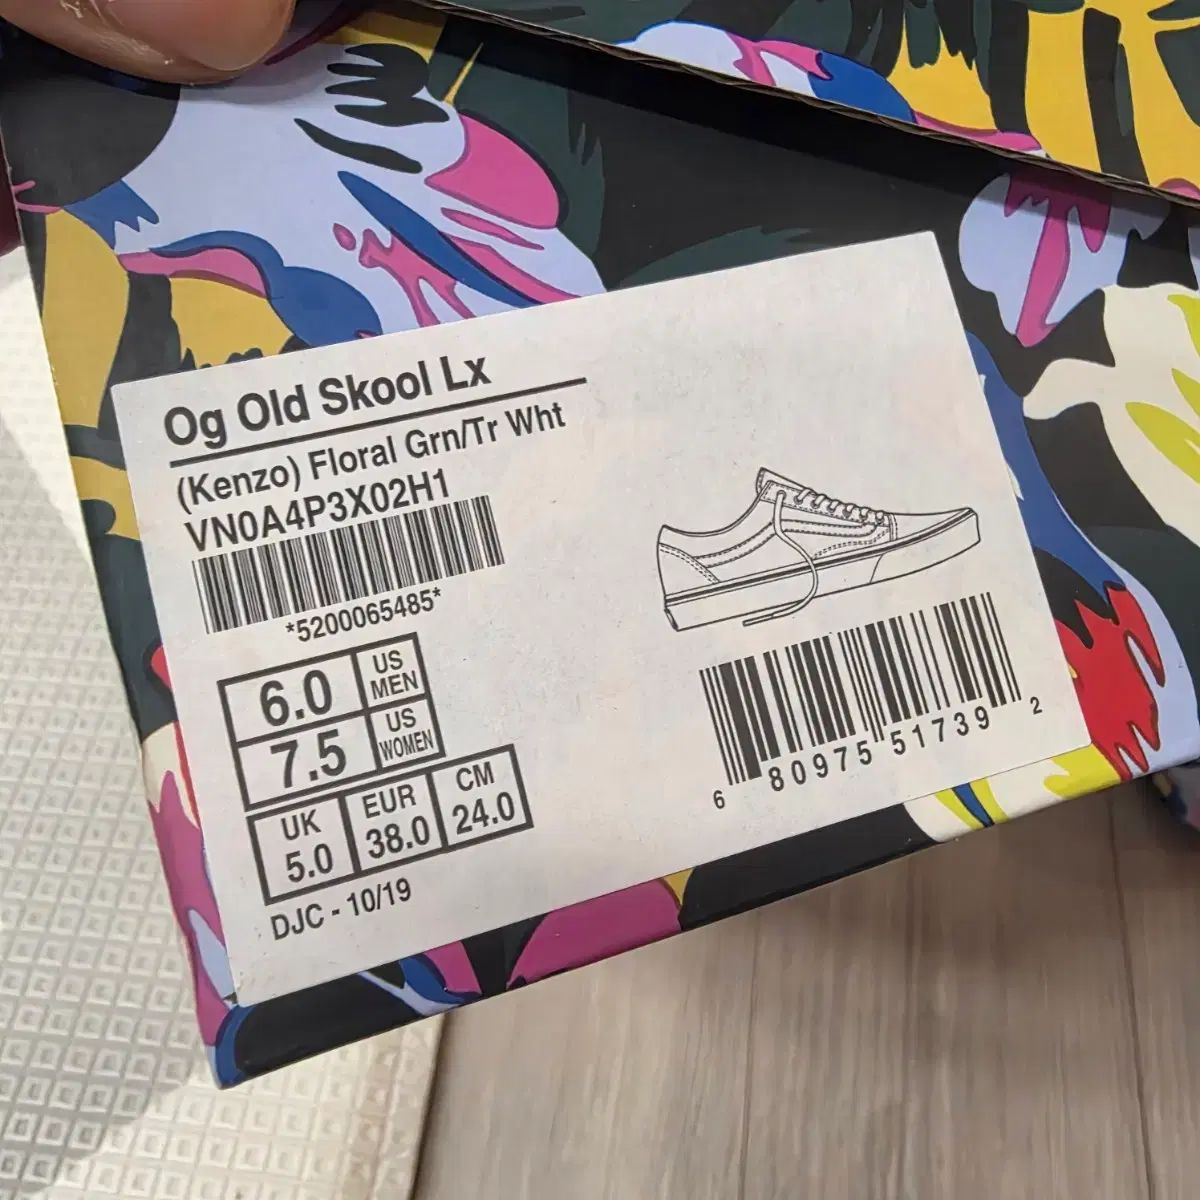 Og Old Skool Lx
(Kenzo) Floral Grn/Tr Wht
VN0A4P3X02H1
*5200065485*
6.0 US MEN
7.5 US WOMEN
UK 5.0
EUR 38.0
CM 24.0
DJC - 10/19
6 80975 51739 2